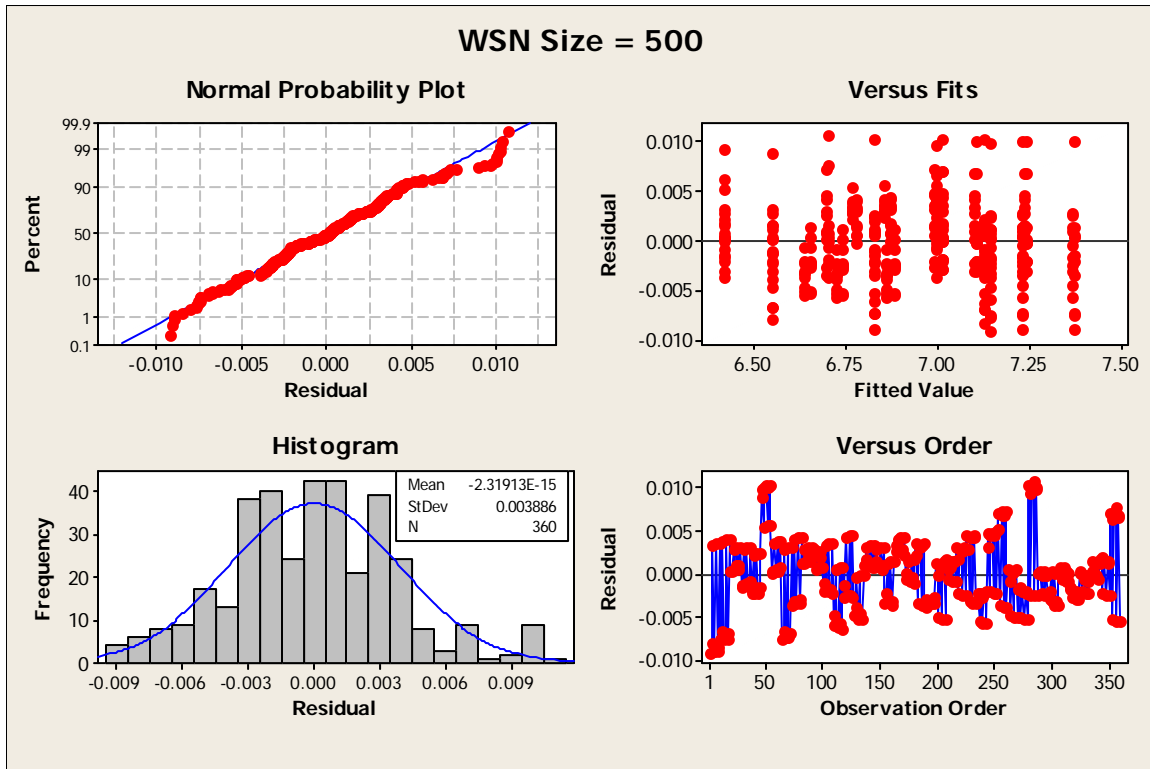 WSN Size = 500
Normal Probability Plot
Percent
99.9
99
90
50
10
1
0.1
-0.010 -0.005 0.000 0.005 0.010
Residual
Versus Fits
Residual
0.010
0.005
0.000
-0.005
-0.010
6.50 6.75 7.00 7.25 7.50
Fitted Value
Histogram
Frequency
40
30
20
10
0
Mean -2.31913E-15
StDev 0.003886
N 360
-0.009 -0.006 -0.003 0.000 0.003 0.006 0.009
Residual
Versus Order
Residual
0.010
0.005
0.000
-0.005
-0.010
1 50 100 150 200 250 300 350
Observation Order